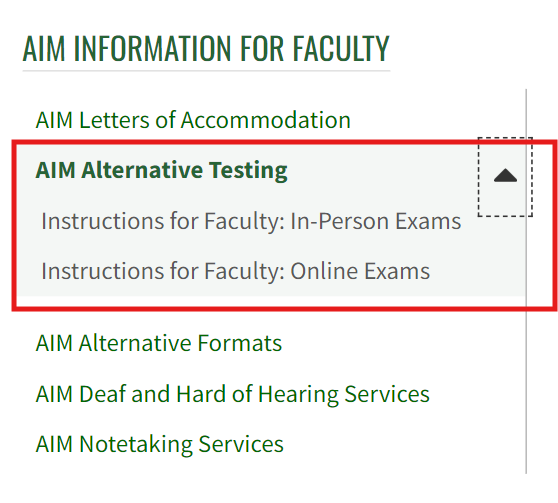 AIM INFORMATION FOR FACULTY
AIM Letters of Accommodation
AIM Alternative Testing
Instructions for Faculty: In-Person Exams
Instructions for Faculty: Online Exams
AIM Alternative Formats
AIM Deaf and Hard of Hearing Services
AIM Notetaking Services